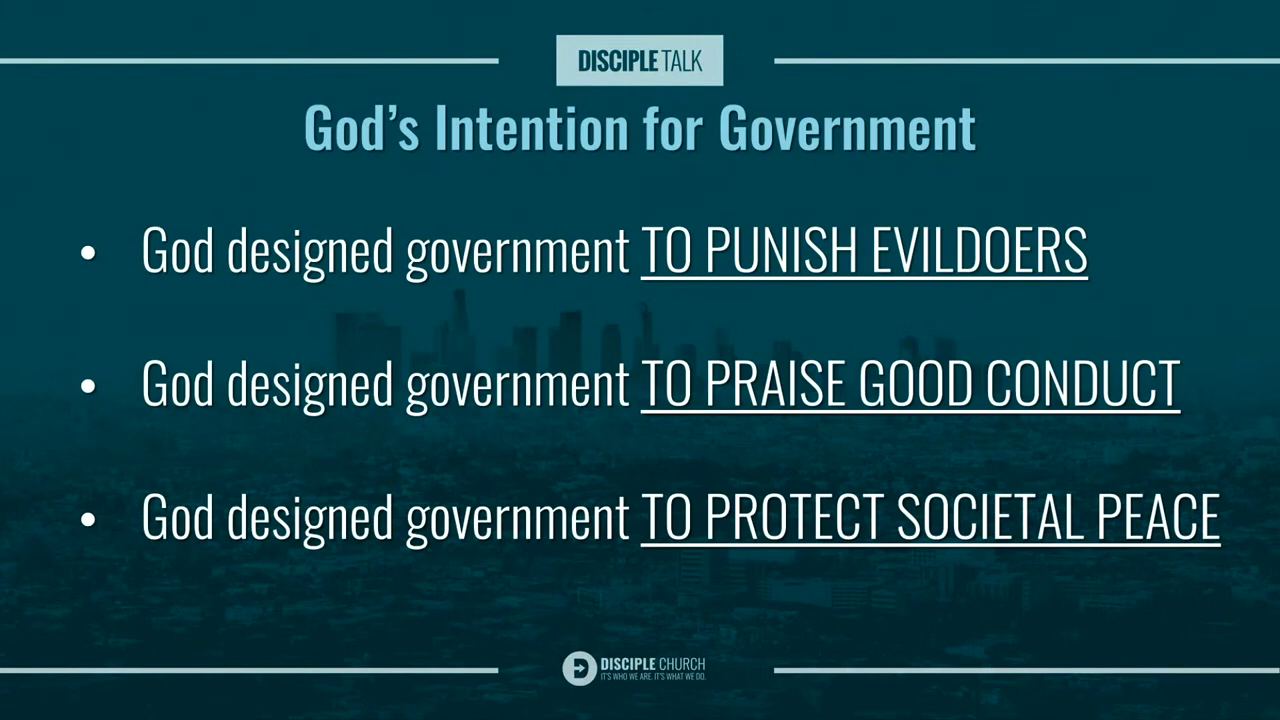 DISCIPLE TALK
God's Intention for Government
• God designed government TO PUNISH EVILDOERS
• God designed government TO PRAISE GOOD CONDUCT
• God designed government TO PROTECT SOCIETAL PEACE
DISCIPLE CHURCH
IT'S WHO WE ARE. IT'S WHAT WE DO.